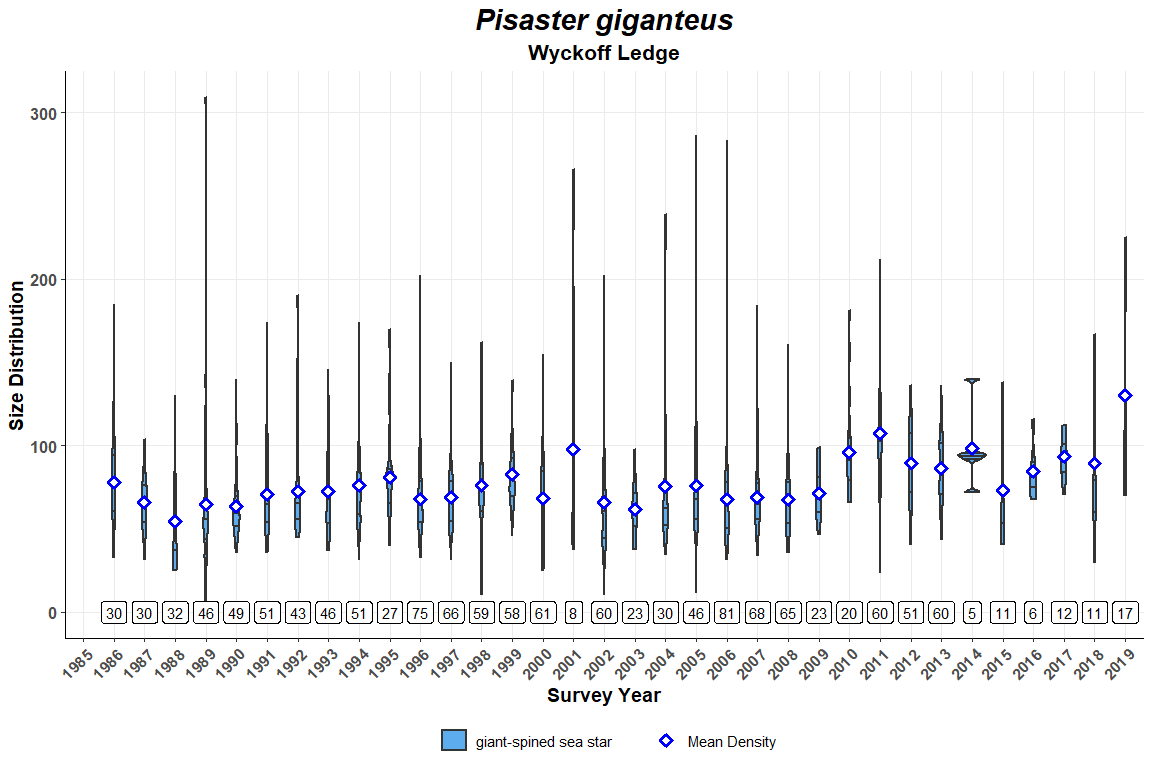 Pisaster giganteus
Wyckoff Ledge
Size Distribution
300
200
100
0
30 30 32 46 49 51 43 46 51 27 75 66 59 58 61 8 60 23 30 46 81 68 65 23 20 60 51 60 5 11 6 12 11 17
1985 1986 1987 1988 1989 1990 1991 1992 1993 1994 1995 1996 1997 1998 1999 2000 2001 2002 2003 2004 2005 2006 2007 2008 2009 2010 2011 2012 2013 2014 2015 2016 2017 2018 2019
Survey Year
giant-spined sea star Mean Density